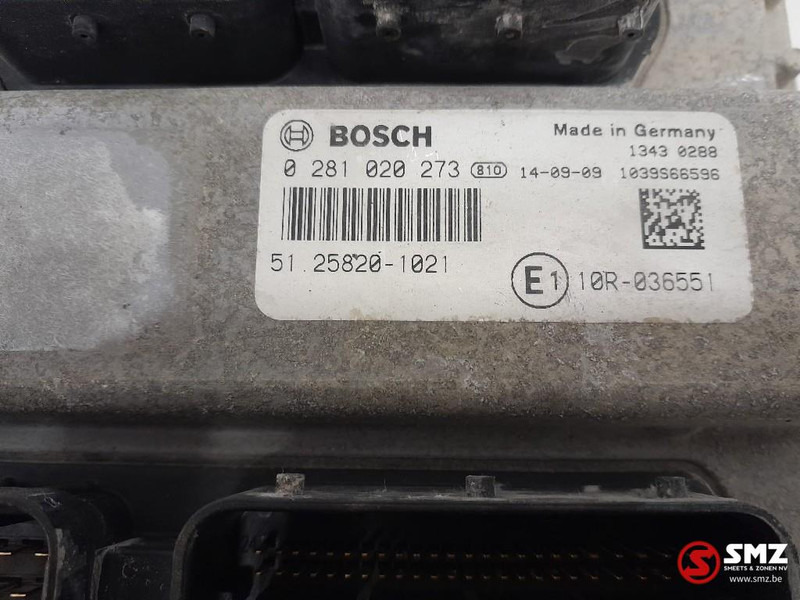 BOSCH
Made in Germany
1343 0288
0 281 020 273 810 14-09-09 1039S66596
51.25820-1021
E1 10R-036551
SMZ
SMEETS & ZONEN NV
www.smz.be